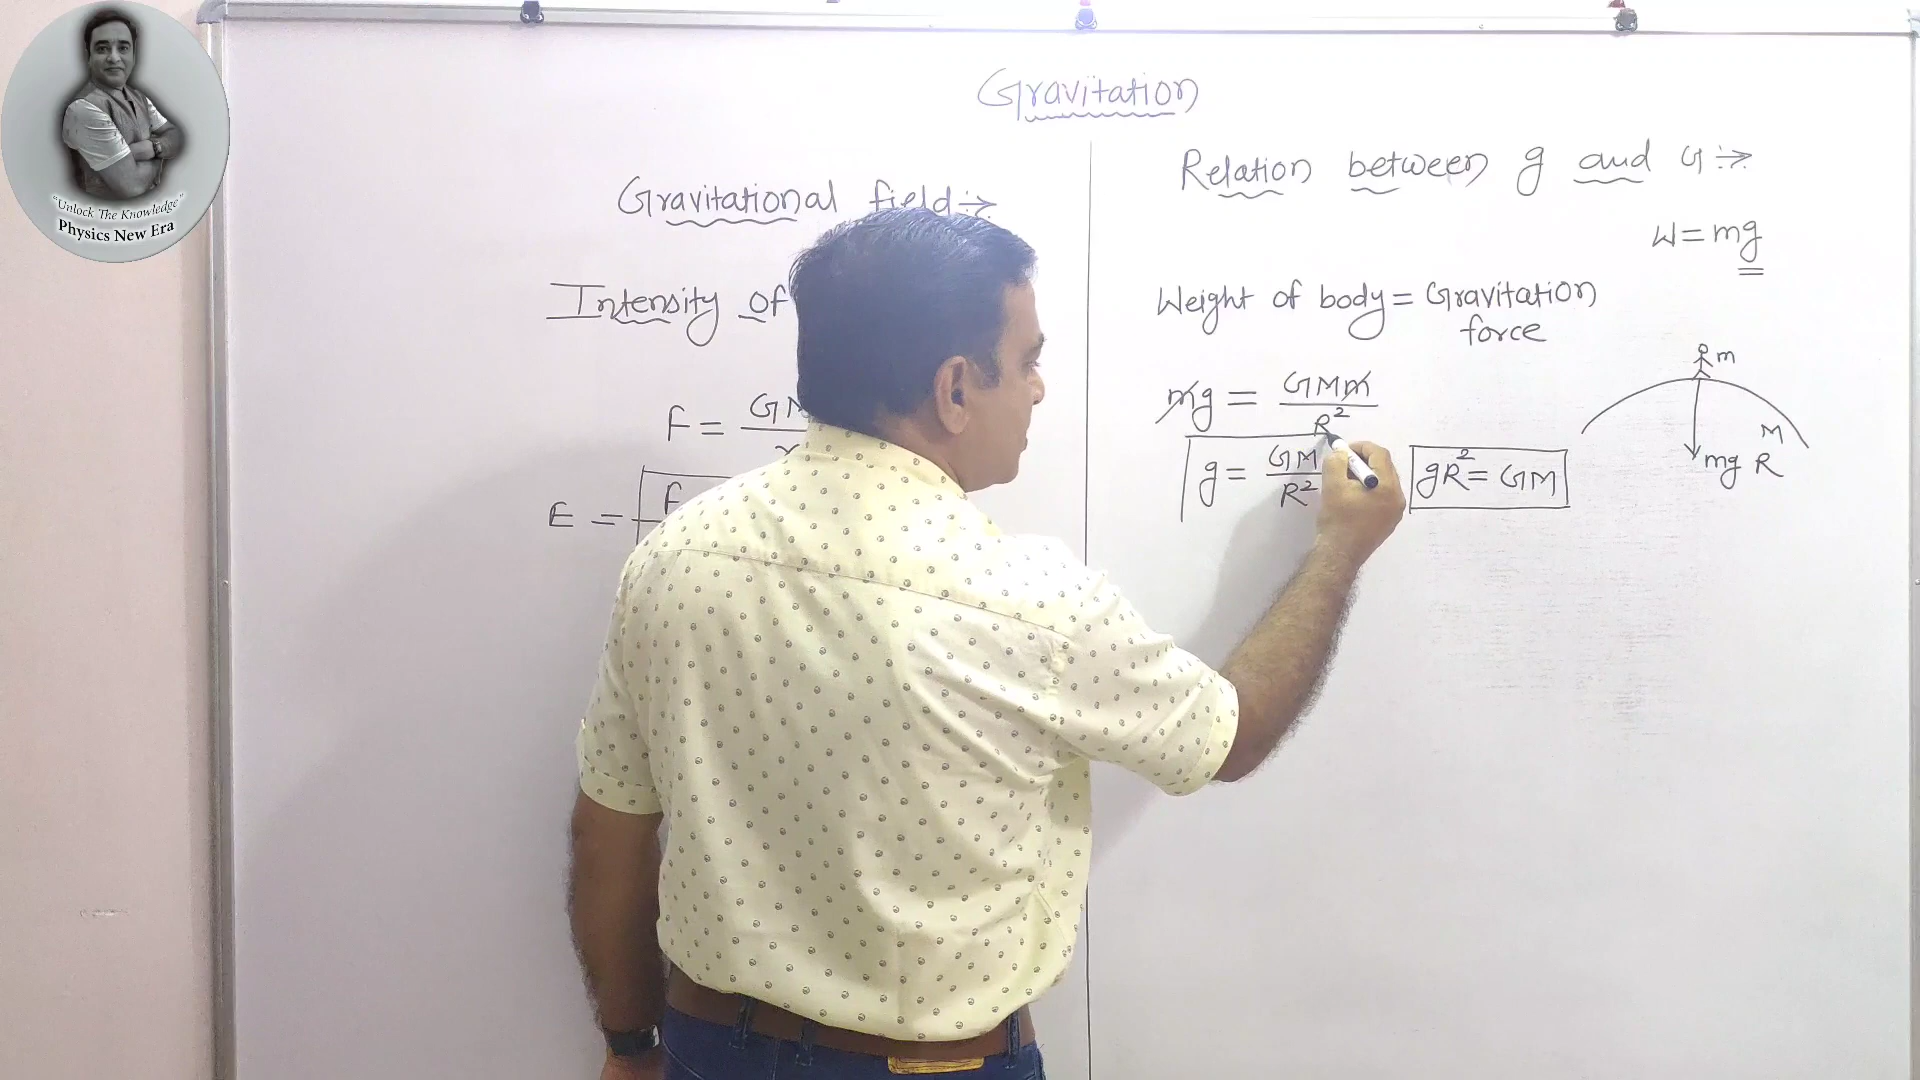 "Unlock The Knowledge"
Physics New Era
Gravitation
Gravitational field :→
Intensity of
F = GM
E = F
Relation between g and G :→
W = mg
Weight of body = Gravitation
force
mg = GMm / R²
g = GM / R²
gR² = GM
m
M
mg R